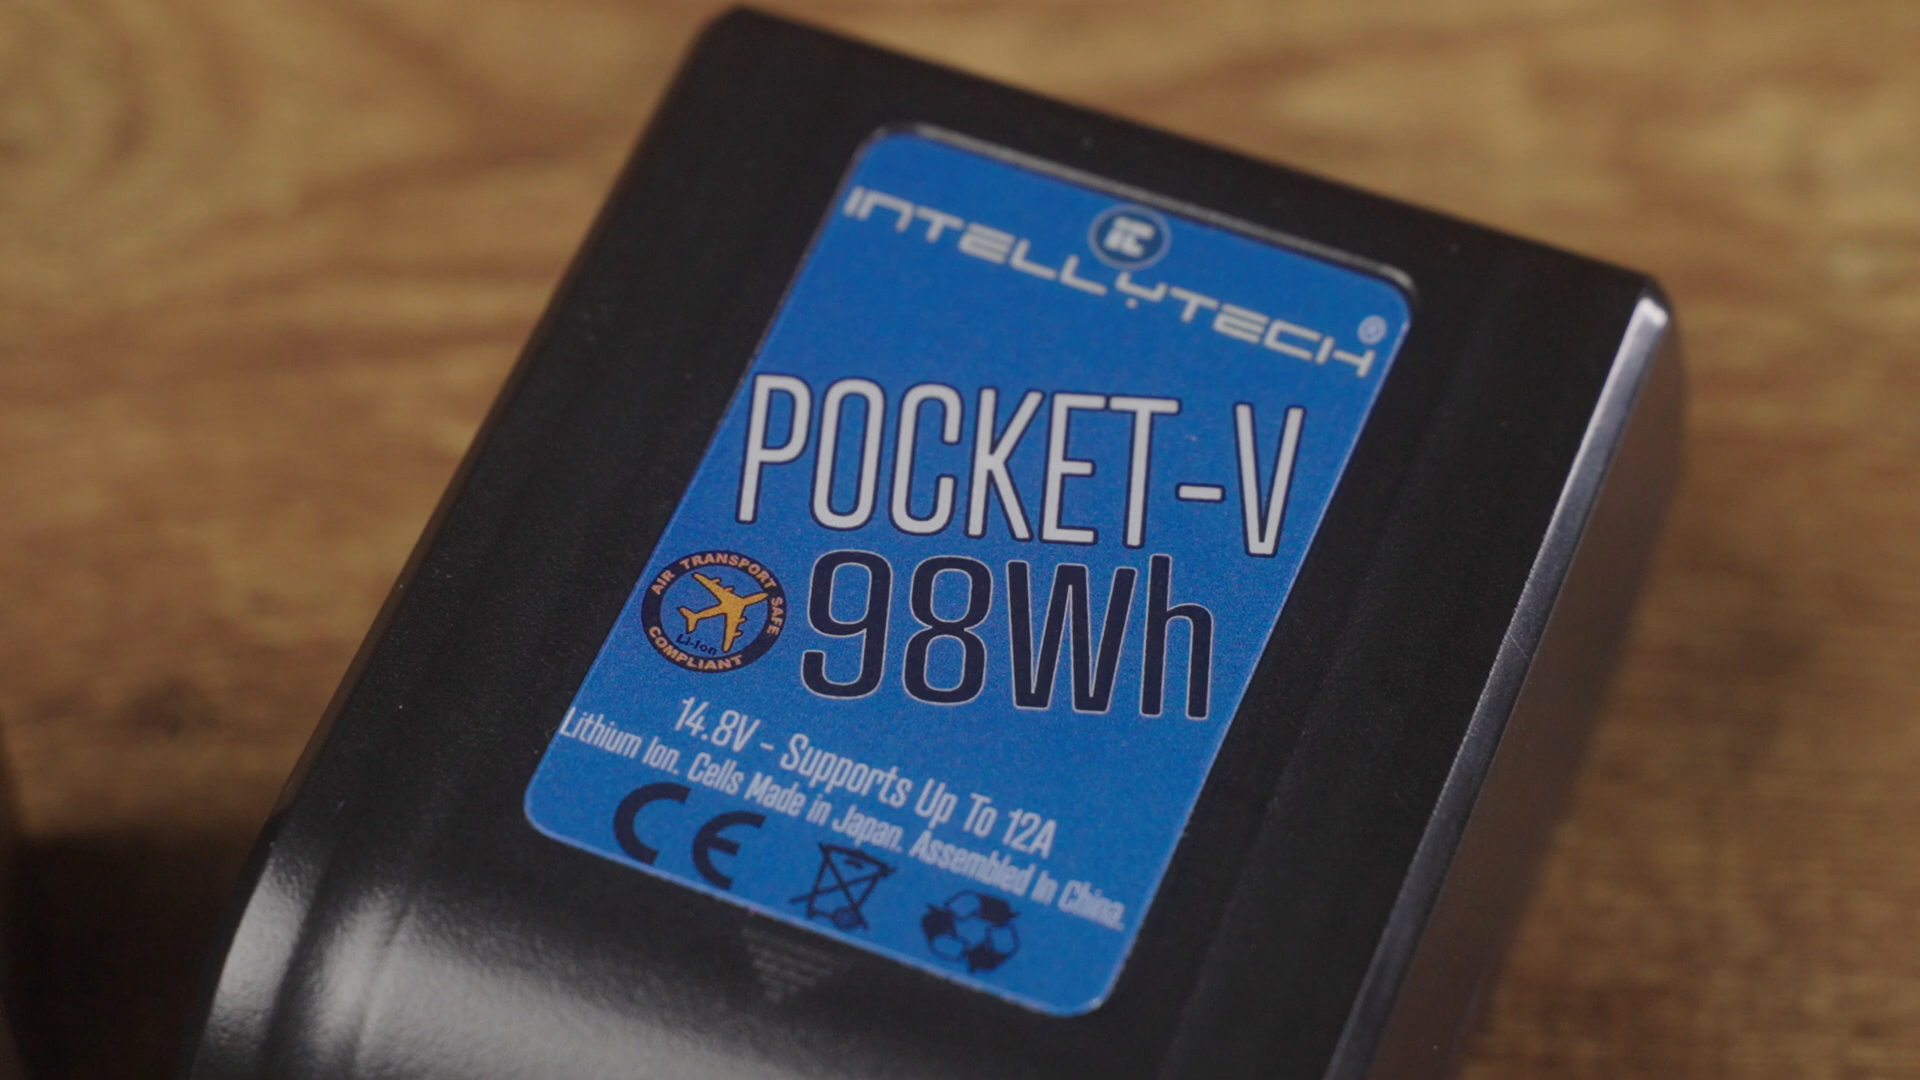 INTELLYTECH®
POCKET-V
98Wh
AIR TRANSPORT SAFE
Li-Ion
COMPLIANT
14.8V - Supports Up To 12A
Lithium Ion. Cells Made in Japan. Assembled In China.
CE